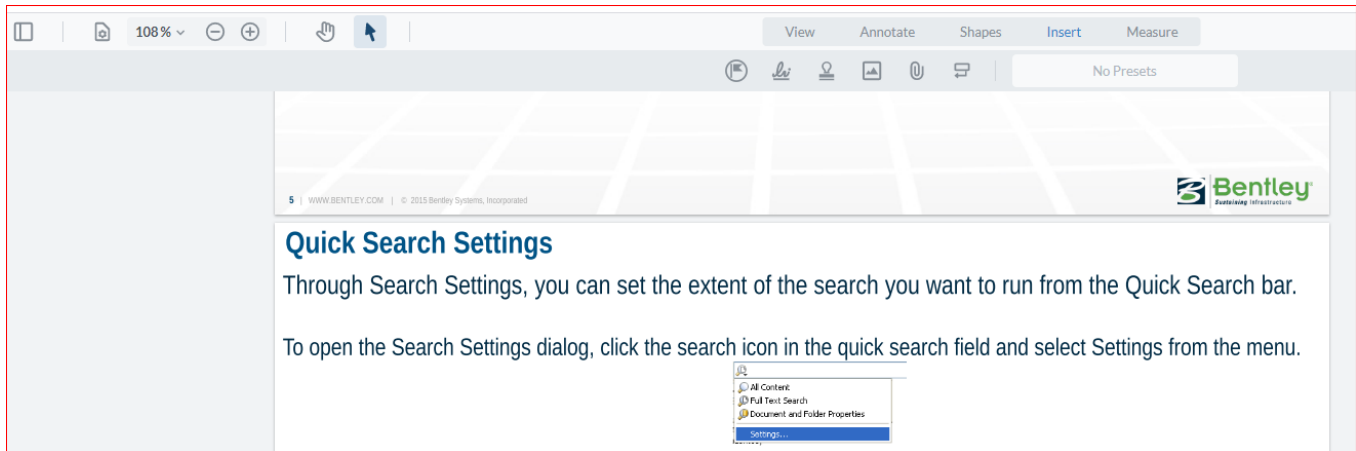 108 %
View Annotate Shapes Insert Measure
No Presets
5 | WWW.BENTLEY.COM | © 2015 Bentley Systems, Incorporated
Bentley
Sustaining Infrastructure
Quick Search Settings
Through Search Settings, you can set the extent of the search you want to run from the Quick Search bar.
To open the Search Settings dialog, click the search icon in the quick search field and select Settings from the menu.
All Content
Full Text Search
Document and Folder Properties
Settings...